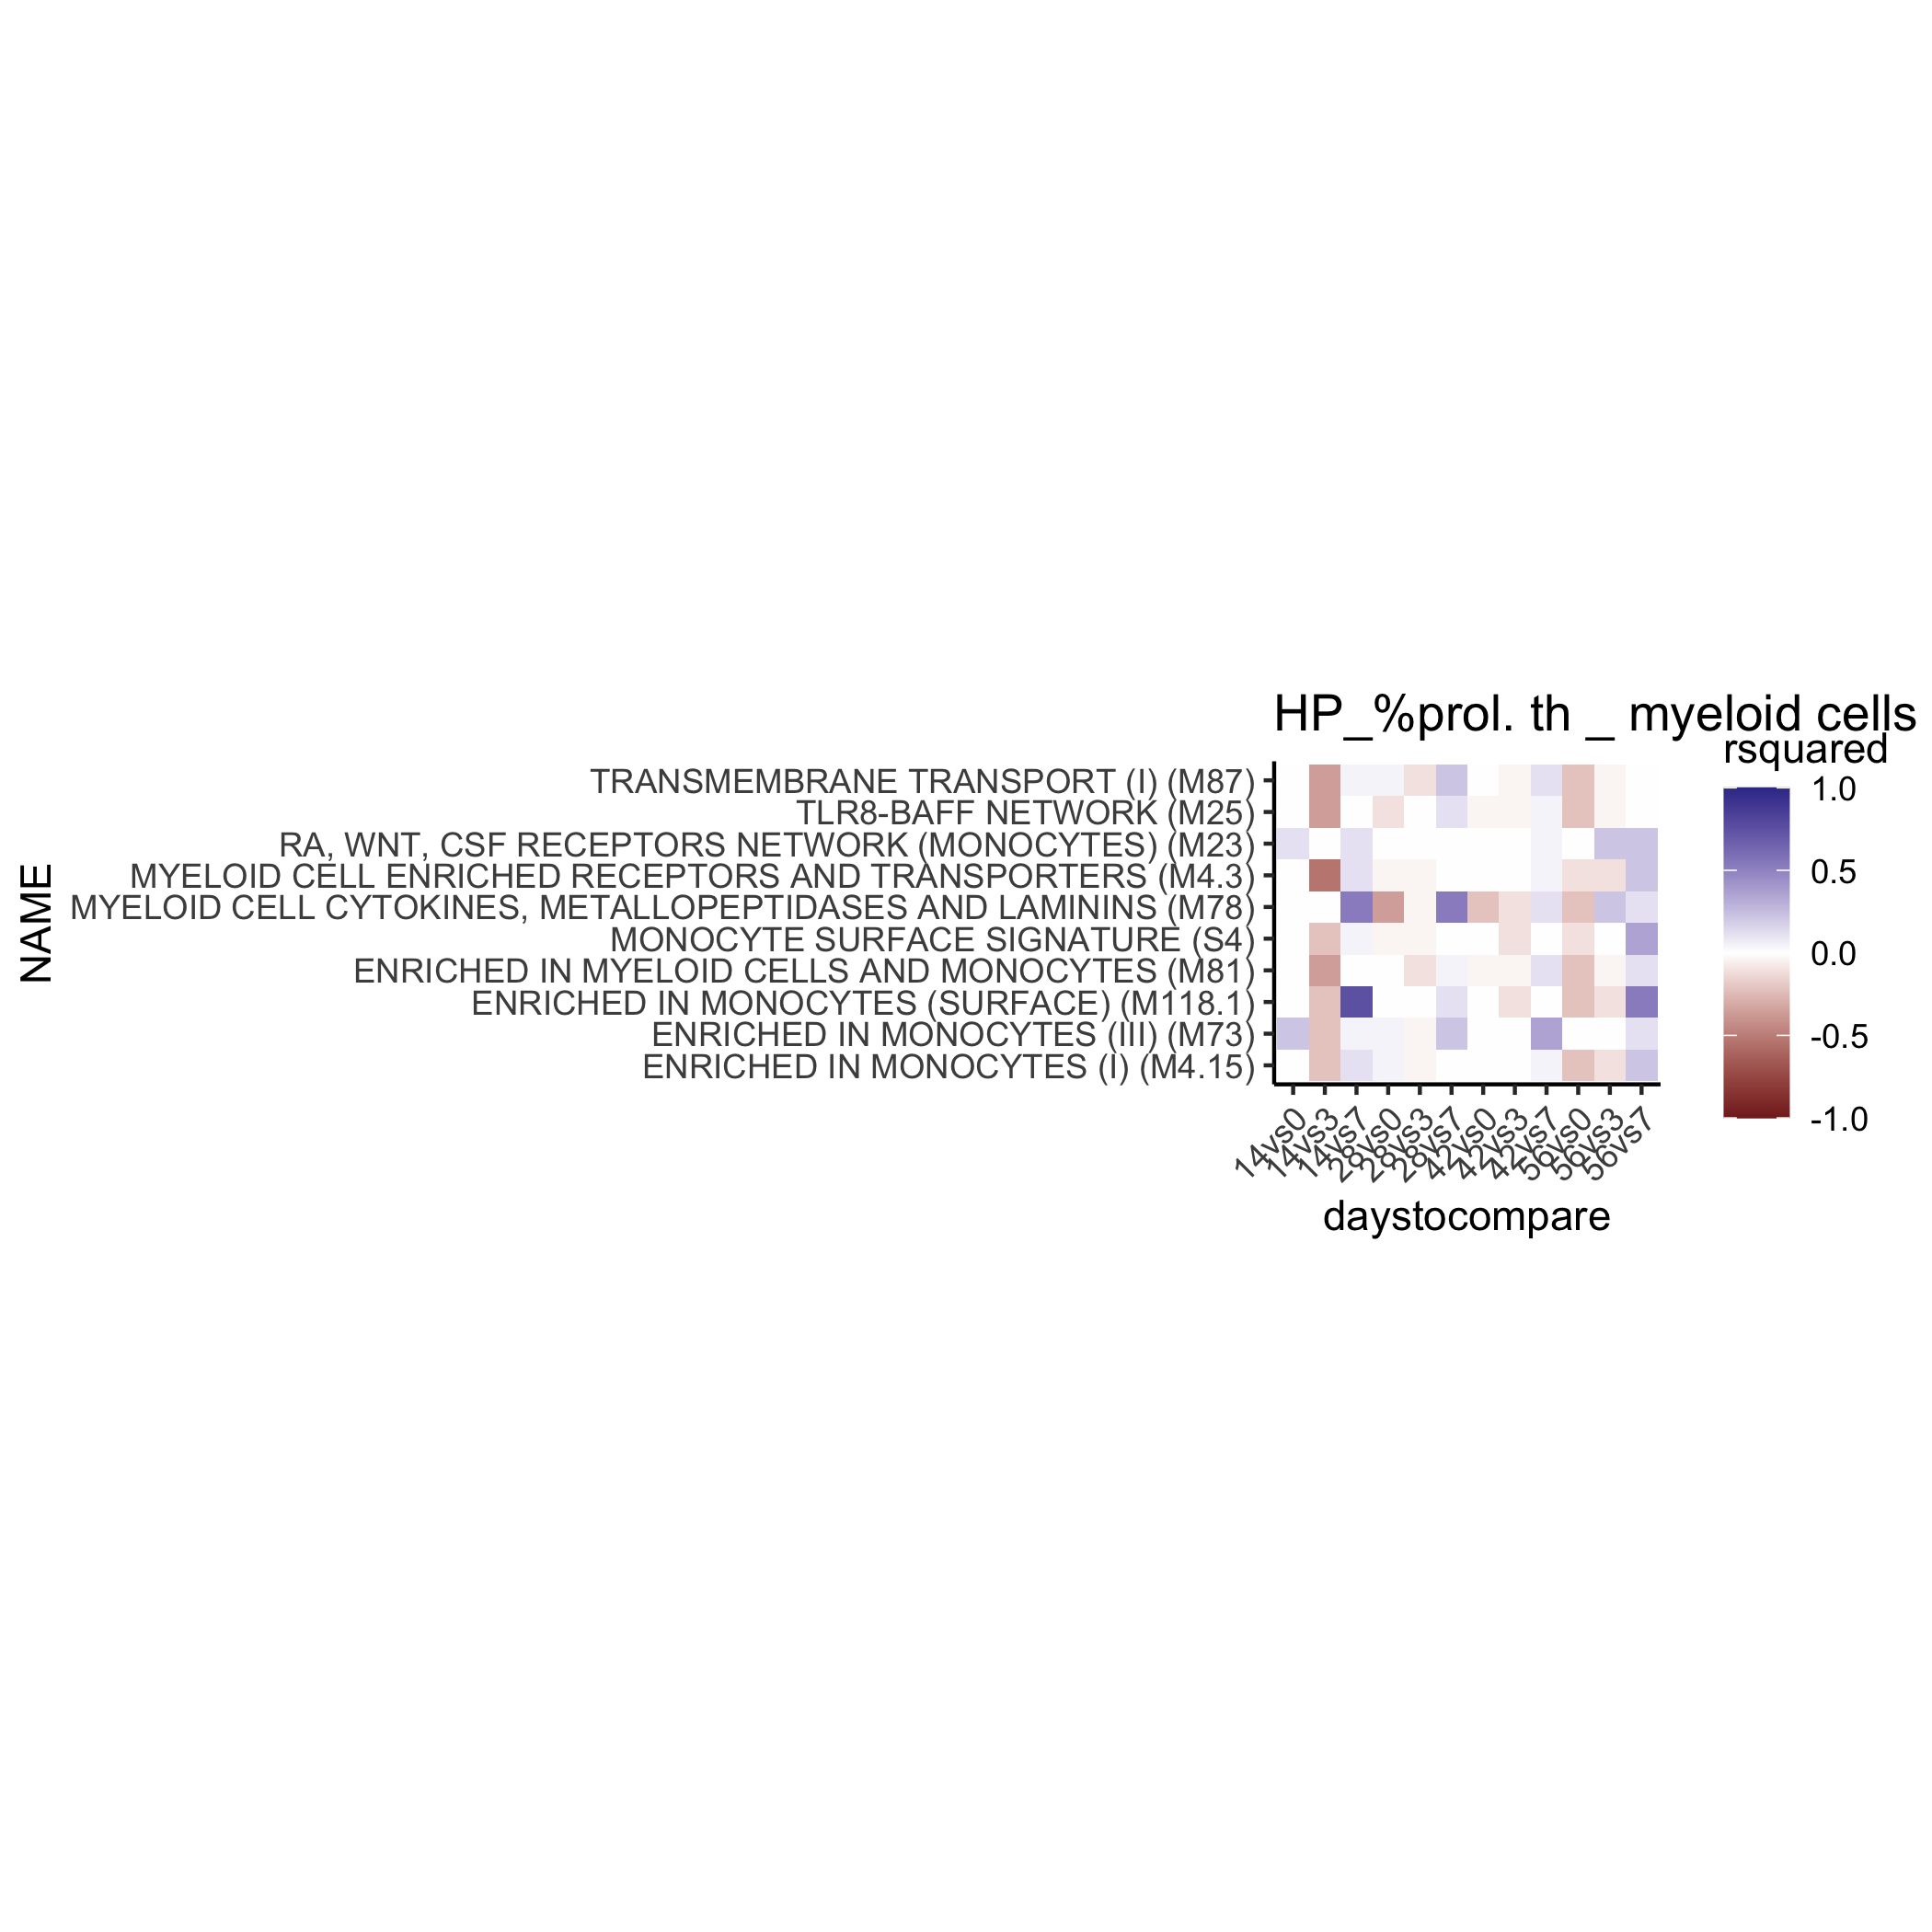 HP_%prol. th _ myeloid cells
rsquared
1.0
0.5
0.0
-0.5
-1.0
NAME
TRANSMEMBRANE TRANSPORT (I) (M87)
TLR8-BAFF NETWORK (M25)
RA, WNT, CSF RECEPTORS NETWORK (MONOCYTES) (M23)
MYELOID CELL ENRICHED RECEPTORS AND TRANSPORTERS (M4.3)
MYELOID CELL CYTOKINES, METALLOPEPTIDASES AND LAMININS (M78)
MONOCYTE SURFACE SIGNATURE (S4)
ENRICHED IN MYELOID CELLS AND MONOCYTES (M81)
ENRICHED IN MONOCYTES (SURFACE) (M118.1)
ENRICHED IN MONOCYTES (III) (M73)
ENRICHED IN MONOCYTES (I) (M4.15)
14vs0
14vs3
14vs7
28vs0
28vs3
28vs7
42vs0
42vs3
42vs7
56vs0
56vs3
56vs7
daystocompare